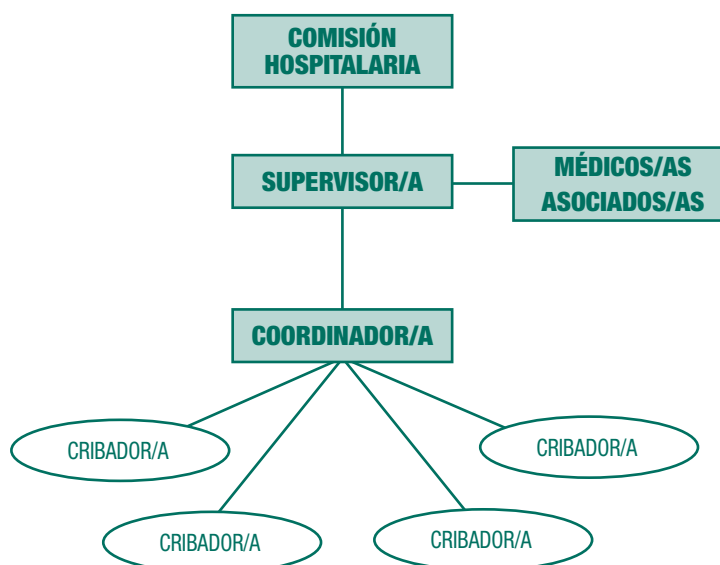 COMISIÓN
HOSPITALARIA
SUPERVISOR/A
MÉDICOS/AS
ASOCIADOS/AS
COORDINADOR/A
CRIBADOR/A
CRIBADOR/A
CRIBADOR/A
CRIBADOR/A